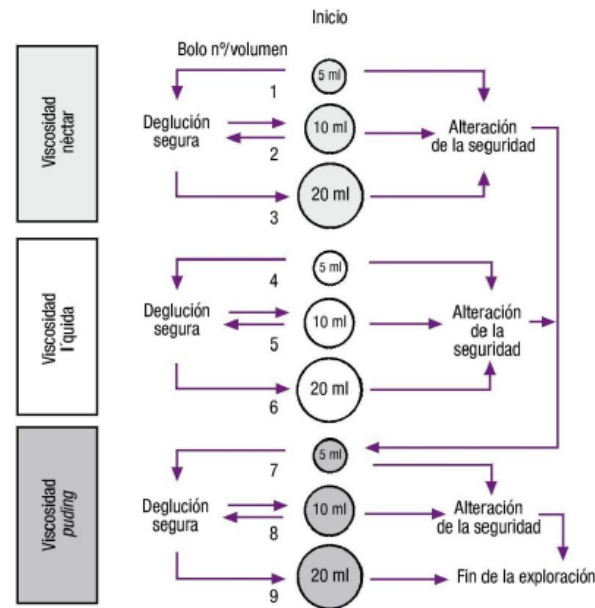 Inicio
Bolo nº/volumen
Viscosidad
nèctar
1
5 ml
Deglución
segura
10 ml
2
Alteración
de la seguridad
20 ml
3
Viscosidad
l´quida
4
5 ml
Deglución
segura
10 ml
5
Alteración
de la
seguridad
20 ml
6
Viscosidad
puding
7
5 ml
Deglución
segura
10 ml
8
Alteración
de la seguridad
20 ml
9
Fin de la exploración